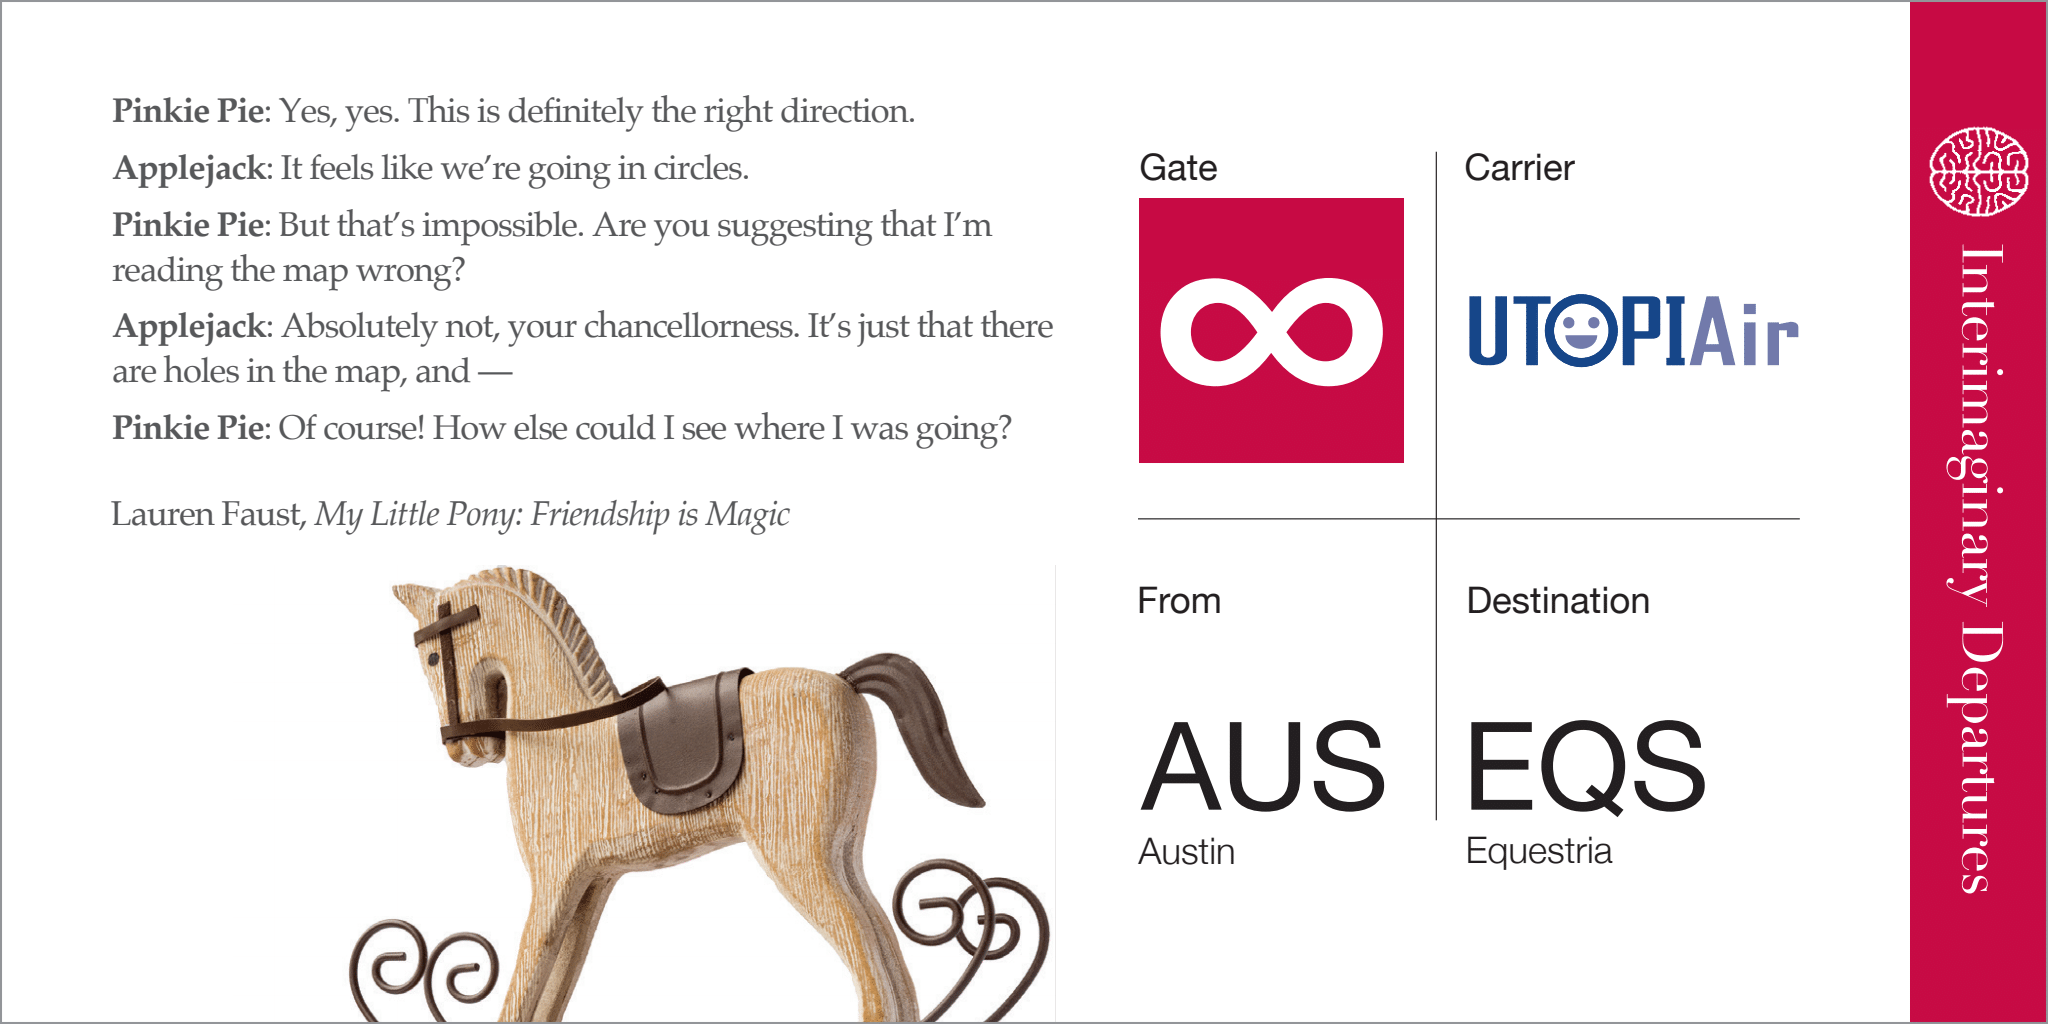 Pinkie Pie: Yes, yes. This is definitely the right direction.
Applejack: It feels like we’re going in circles.
Pinkie Pie: But that’s impossible. Are you suggesting that I’m
reading the map wrong?
Applejack: Absolutely not, your chancellorness. It’s just that there
are holes in the map, and —
Pinkie Pie: Of course! How else could I see where I was going?
Lauren Faust, My Little Pony: Friendship is Magic
Gate
∞
Carrier
UTOPIAir
From
AUS
Austin
Destination
EQS
Equestria
Interimaginary Departures